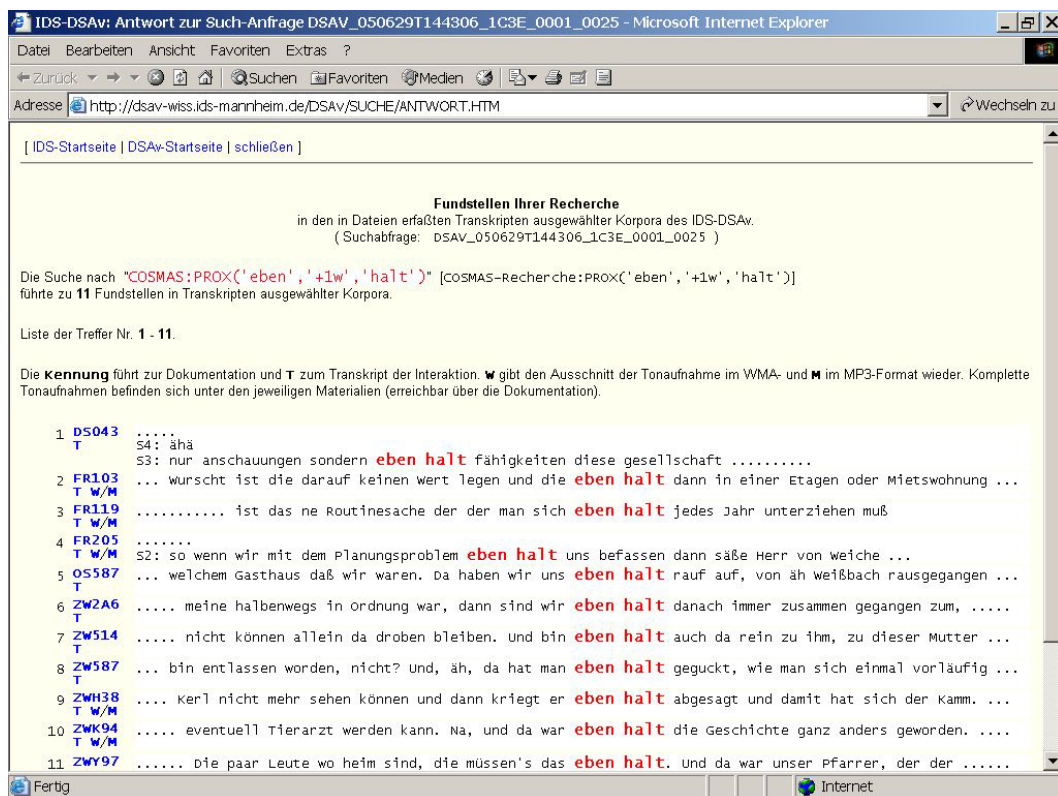 IDS-DSAv: Antwort zur Such-Anfrage DSAV_050629T144306_1C3E_0001_0025 - Microsoft Internet Explorer
Datei Bearbeiten Ansicht Favoriten Extras ?
Zurück Suchen Favoriten Medien
Adresse http://dsav-wiss.ids-mannheim.de/DSAv/SUCHE/ANTWORT.HTM Wechseln zu
[ IDS-Startseite | DSAv-Startseite | schließen ]
Fundstellen Ihrer Recherche
in den in Dateien erfaßten Transkripten ausgewählter Korpora des IDS-DSAv.
( Suchabfrage: DSAV_050629T144306_1C3E_0001_0025 )
Die Suche nach "COSMAS:PROX('eben','+1w','halt')" [COSMAS-Recherche:PROX('eben','+1w','halt')]
führte zu 11 Fundstellen in Transkripten ausgewählter Korpora.
Liste der Treffer Nr. 1 - 11.
Die Kennung führt zur Dokumentation und T zum Transkript der Interaktion. W gibt den Ausschnitt der Tonaufnahme im WMA- und M im MP3-Format wieder. Komplette
Tonaufnahmen befinden sich unter den jeweiligen Materialien (erreichbar über die Dokumentation).
1 DS043 .....
T S4: ähä
S3: nur anschauungen sondern eben halt fähigkeiten diese gesellschaft ..........
2 FR103 ... wurscht ist die darauf keinen wert legen und die eben halt dann in einer Etagen oder Mietswohnung ...
T W/M
3 FR119 ........... ist das ne Routinesache der der man sich eben halt jedes Jahr unterziehen muß
T W/M
4 FR205 .......
T W/M S2: so wenn wir mit dem Planungsproblem eben halt uns befassen dann säße Herr von Weiche ...
5 OS587 ... welchem Gasthaus daß wir waren. Da haben wir uns eben halt rauf auf, von äh Weißbach rausgegangen ...
T
6 ZW2A6 ..... meine halbenwegs in Ordnung war, dann sind wir eben halt danach immer zusammen gegangen zum, .....
T
7 ZW514 ..... nicht können allein da droben bleiben. Und bin eben halt auch da rein zu ihm, zu dieser Mutter ...
T
8 ZW587 ... bin entlassen worden, nicht? Und, äh, da hat man eben halt geguckt, wie man sich einmal vorläufig ...
T
9 ZWH38 .... Kerl nicht mehr sehen können und dann kriegt er eben halt abgesagt und damit hat sich der Kamm. ...
T W/M
10 ZWK94 ..... eventuell Tierarzt werden kann. Na, und da war eben halt die Geschichte ganz anders geworden. ....
T W/M
11 ZWY97 ...... Die paar Leute wo heim sind, die müssen's das eben halt. Und da war unser Pfarrer, der der ......
Fertig Internet